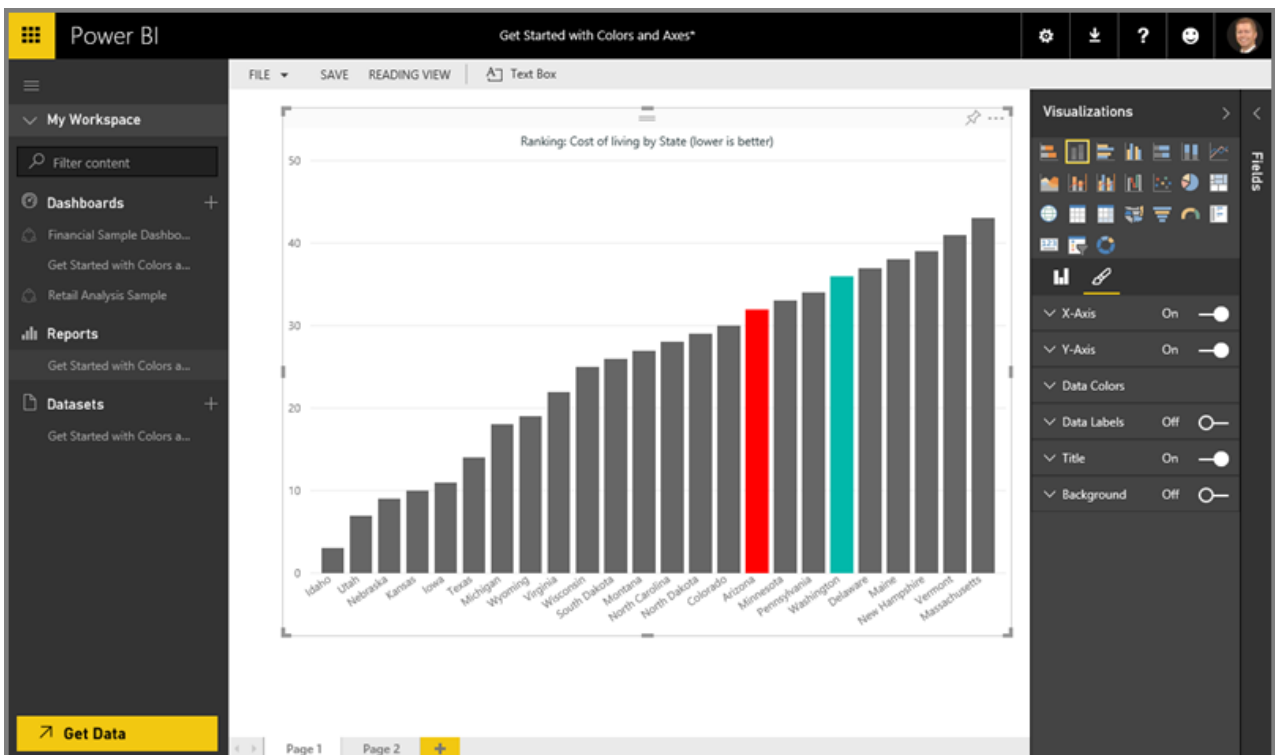 Power BI
Get Started with Colors and Axes*
?
FILE SAVE READING VIEW Text Box
My Workspace
Filter content
Dashboards +
Financial Sample Dashbo...
Get Started with Colors a...
Retail Analysis Sample
Reports
Get Started with Colors a...
Datasets +
Get Started with Colors a...
Get Data
Ranking: Cost of living by State (lower is better)
50
40
30
20
10
0
Idaho
Utah
Nebraska
Kansas
Iowa
Texas
Michigan
Wyoming
Virginia
Wisconsin
South Dakota
Montana
North Carolina
North Dakota
Colorado
Arizona
Minnesota
Pennsylvania
Washington
Delaware
Maine
New Hampshire
Vermont
Massachusetts
Page 1 Page 2 +
Visualizations
123
X-Axis On
Y-Axis On
Data Colors
Data Labels Off
Title On
Background Off
Fields